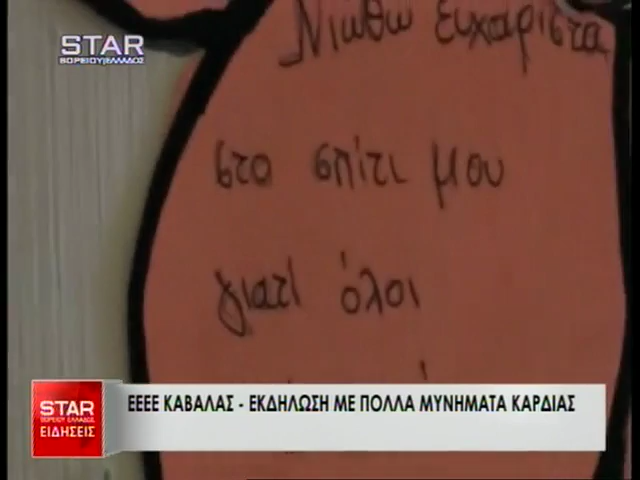 STAR
ΒΟΡΕΙΟΥ ΕΛΛΑΔΟΣ
Νιώθω ευχάριστα
στο σπίτι μου
γιατί όλοι
STAR
ΒΟΡΕΙΟΥ ΕΛΛΑΔΟΣ
ΕΙΔΗΣΕΙΣ
ΕΕΕΕ ΚΑΒΑΛΑΣ - ΕΚΔΗΛΩΣΗ ΜΕ ΠΟΛΛΑ ΜΥΝΗΜΑΤΑ ΚΑΡΔΙΑΣ